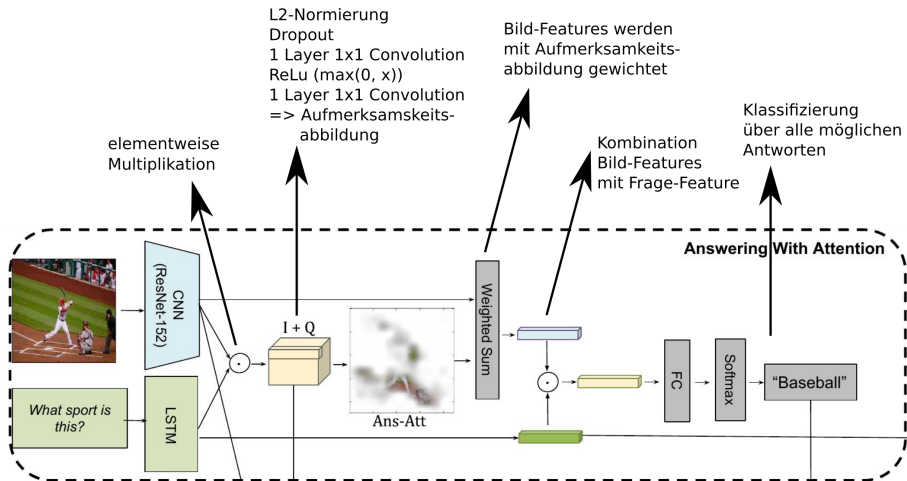 L2-Normierung
Dropout
1 Layer 1x1 Convolution
ReLu (max(0, x))
1 Layer 1x1 Convolution
=> Aufmerksamskeits-
abbildung
Bild-Features werden
mit Aufmerksamkeits-
abbildung gewichtet
elementweise
Multiplikation
Kombination
Bild-Features
mit Frage-Feature
Klassifizierung
über alle möglichen
Antworten
Answering With Attention
CNN
(ResNet-152)
I + Q
Weighted Sum
Ans-Att
What sport is
this?
LSTM
FC
Softmax
“Baseball”